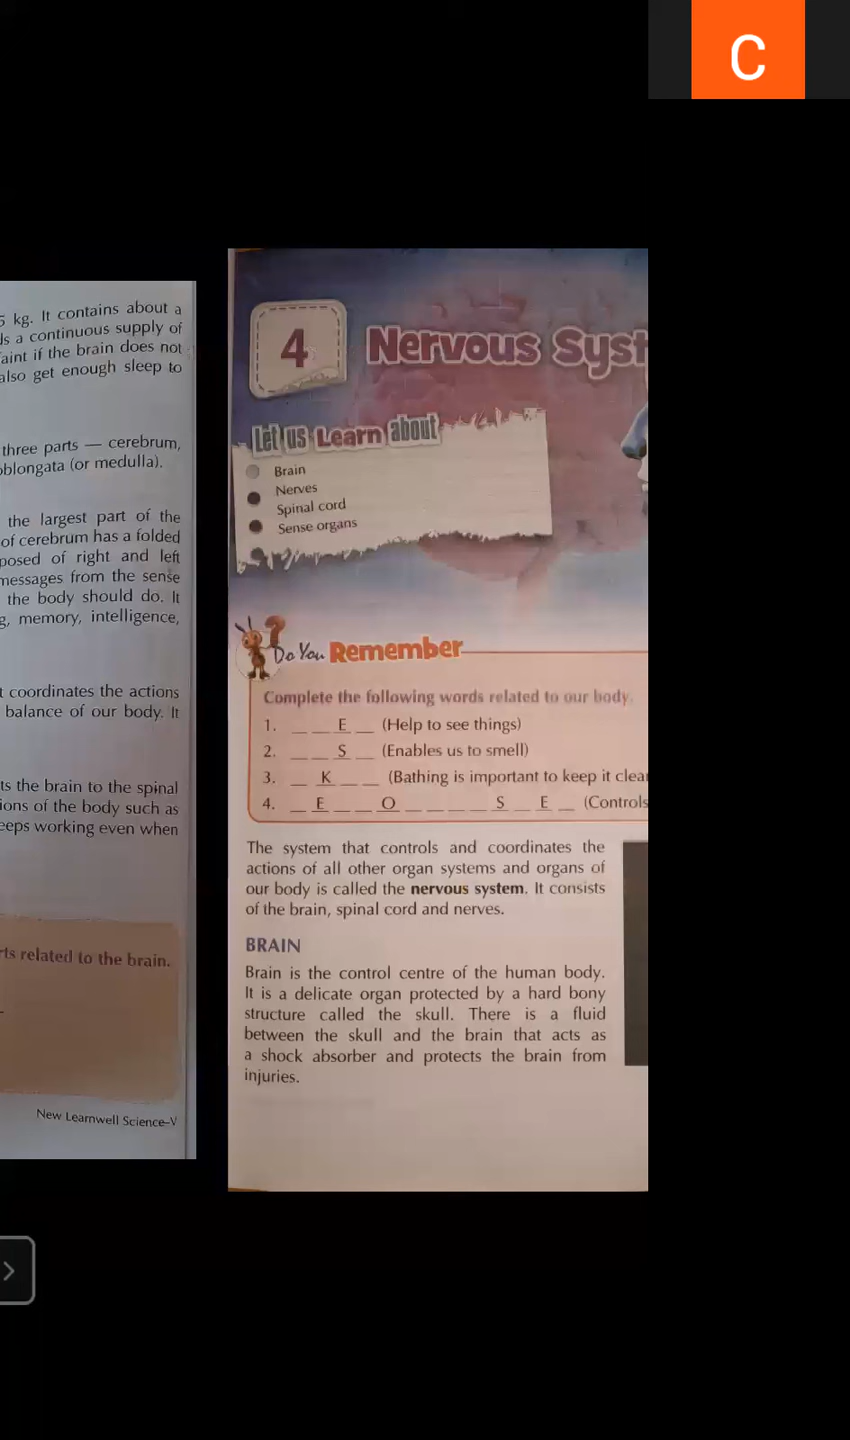 C
5 kg. It contains about a
a continuous supply of
aint if the brain does not
also get enough sleep to
three parts — cerebrum,
oblongata (or medulla).
the largest part of the
of cerebrum has a folded
posed of right and left
messages from the sense
the body should do. It
g, memory, intelligence,
t coordinates the actions
balance of our body. It
ts the brain to the spinal
ions of the body such as
eeps working even when
rts related to the brain.
New Learnwell Science–V
4 Nervous Syst
Let us Learn about
Brain
Nerves
Spinal cord
Sense organs
Do You Remember
Complete the following words related to our body.
1. _ _ E _ (Help to see things)
2. _ _ S _ (Enables us to smell)
3. _ K _ _ (Bathing is important to keep it clea
4. _ E _ _ O _ _ _ _ S _ E _ (Controls
The system that controls and coordinates the
actions of all other organ systems and organs of
our body is called the nervous system. It consists
of the brain, spinal cord and nerves.
BRAIN
Brain is the control centre of the human body.
It is a delicate organ protected by a hard bony
structure called the skull. There is a fluid
between the skull and the brain that acts as
a shock absorber and protects the brain from
injuries.